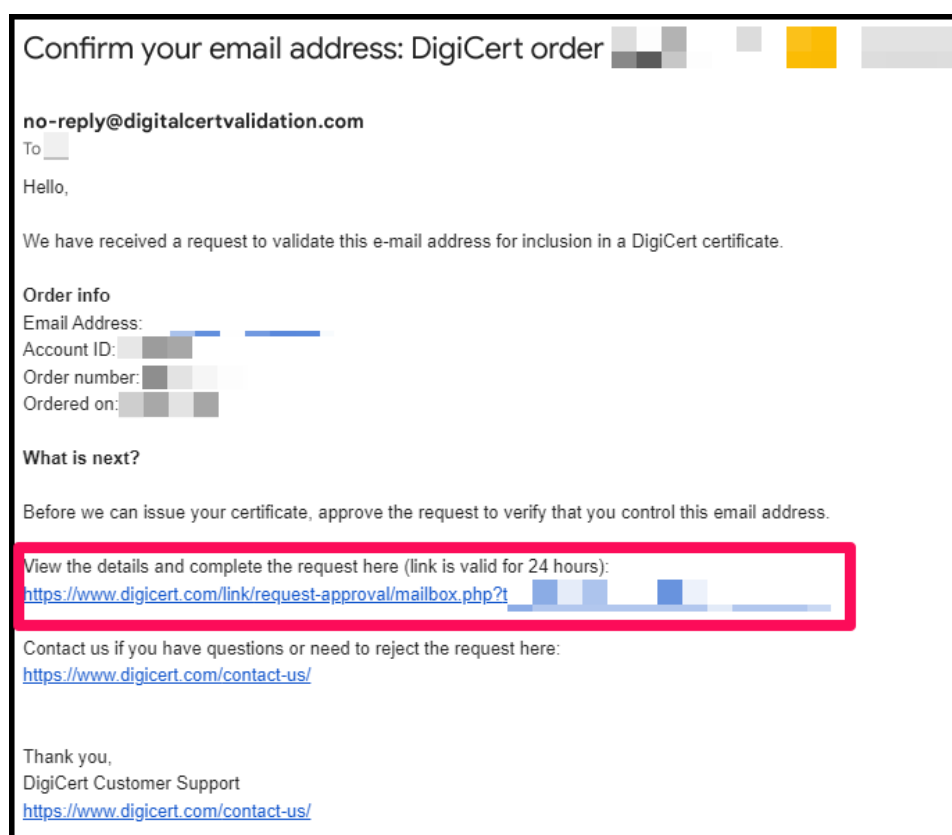 Confirm your email address: DigiCert order
no-reply@digitalcertvalidation.com
To
Hello,
We have received a request to validate this e-mail address for inclusion in a DigiCert certificate.
Order info
Email Address:
Account ID:
Order number:
Ordered on:
What is next?
Before we can issue your certificate, approve the request to verify that you control this email address.
View the details and complete the request here (link is valid for 24 hours):
https://www.digicert.com/link/request-approval/mailbox.php?t
Contact us if you have questions or need to reject the request here:
https://www.digicert.com/contact-us/
Thank you,
DigiCert Customer Support
https://www.digicert.com/contact-us/